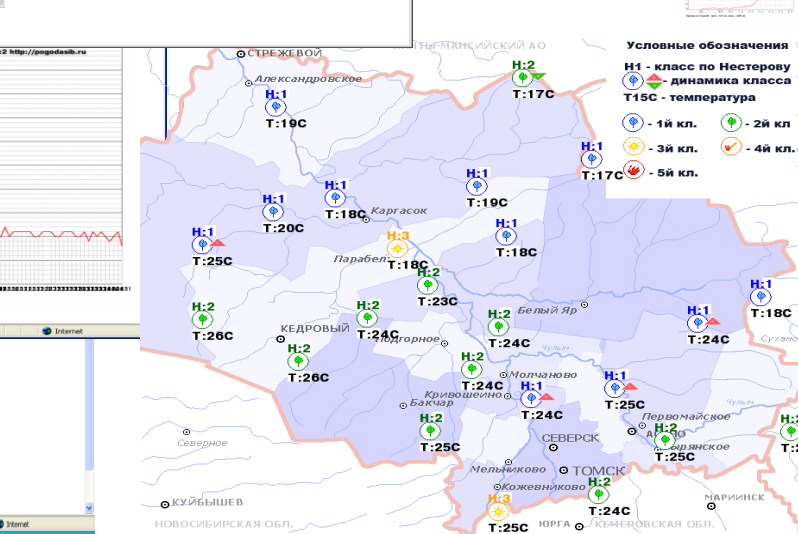 :2 http://pogodasib.ru
Internet
Internet
ХАНТЫ-МАНСИЙСКИЙ АО
СТРЕЖЕВОЙ
Александровское
Условные обозначения
Н1 - класс по Нестерову
- динамика класса
Т15С - температура
- 1й кл.
- 2й кл
- 3й кл.
- 4й кл.
- 5й кл.
Н:2
Т:17С
Н:1
Т:19С
Н:1
Т:17С
Н:1
Т:19С
Н:1
Т:18С
Каргасок
Н:1
Т:20С
Н:1
Т:25С
Н:3
Т:18С
Парабель
Н:1
Т:18С
Н:2
Т:23С
Н:1
Т:18С
Белый Яр
Н:2
Т:26С
КЕДРОВЫЙ
Н:2
Т:24С
Подгорное
Н:2
Т:24С
Н:1
Т:24С
Чулым
Н:2
Т:26С
Н:2
Т:24С
Молчаново
Кривошеино
Н:1
Т:24С
Н:1
Т:25С
Чулым
Бакчар
Первомайское
Н:2
Т:25С
Н:2
Т:25С
Зырянское
СЕВЕРСК
Северное
Мельниково
ТОМСК
Кожевниково
Н:2
Т:24С
Н:3
Т:25С
Н:2
КУЙБЫШЕВ
МАРИИНСК
НОВОСИБИРСКАЯ ОБЛ.
ЮРГА
КЕМЕРОВСКАЯ ОБЛ.